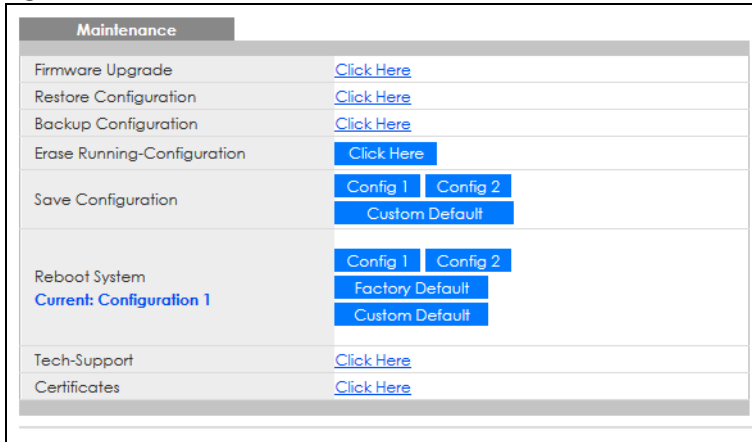 Maintenance
Firmware Upgrade Click Here
Restore Configuration Click Here
Backup Configuration Click Here
Erase Running-Configuration Click Here
Save Configuration
Config 1 Config 2
Custom Default
Reboot System
Current: Configuration 1
Config 1 Config 2
Factory Default
Custom Default
Tech-Support Click Here
Certificates Click Here